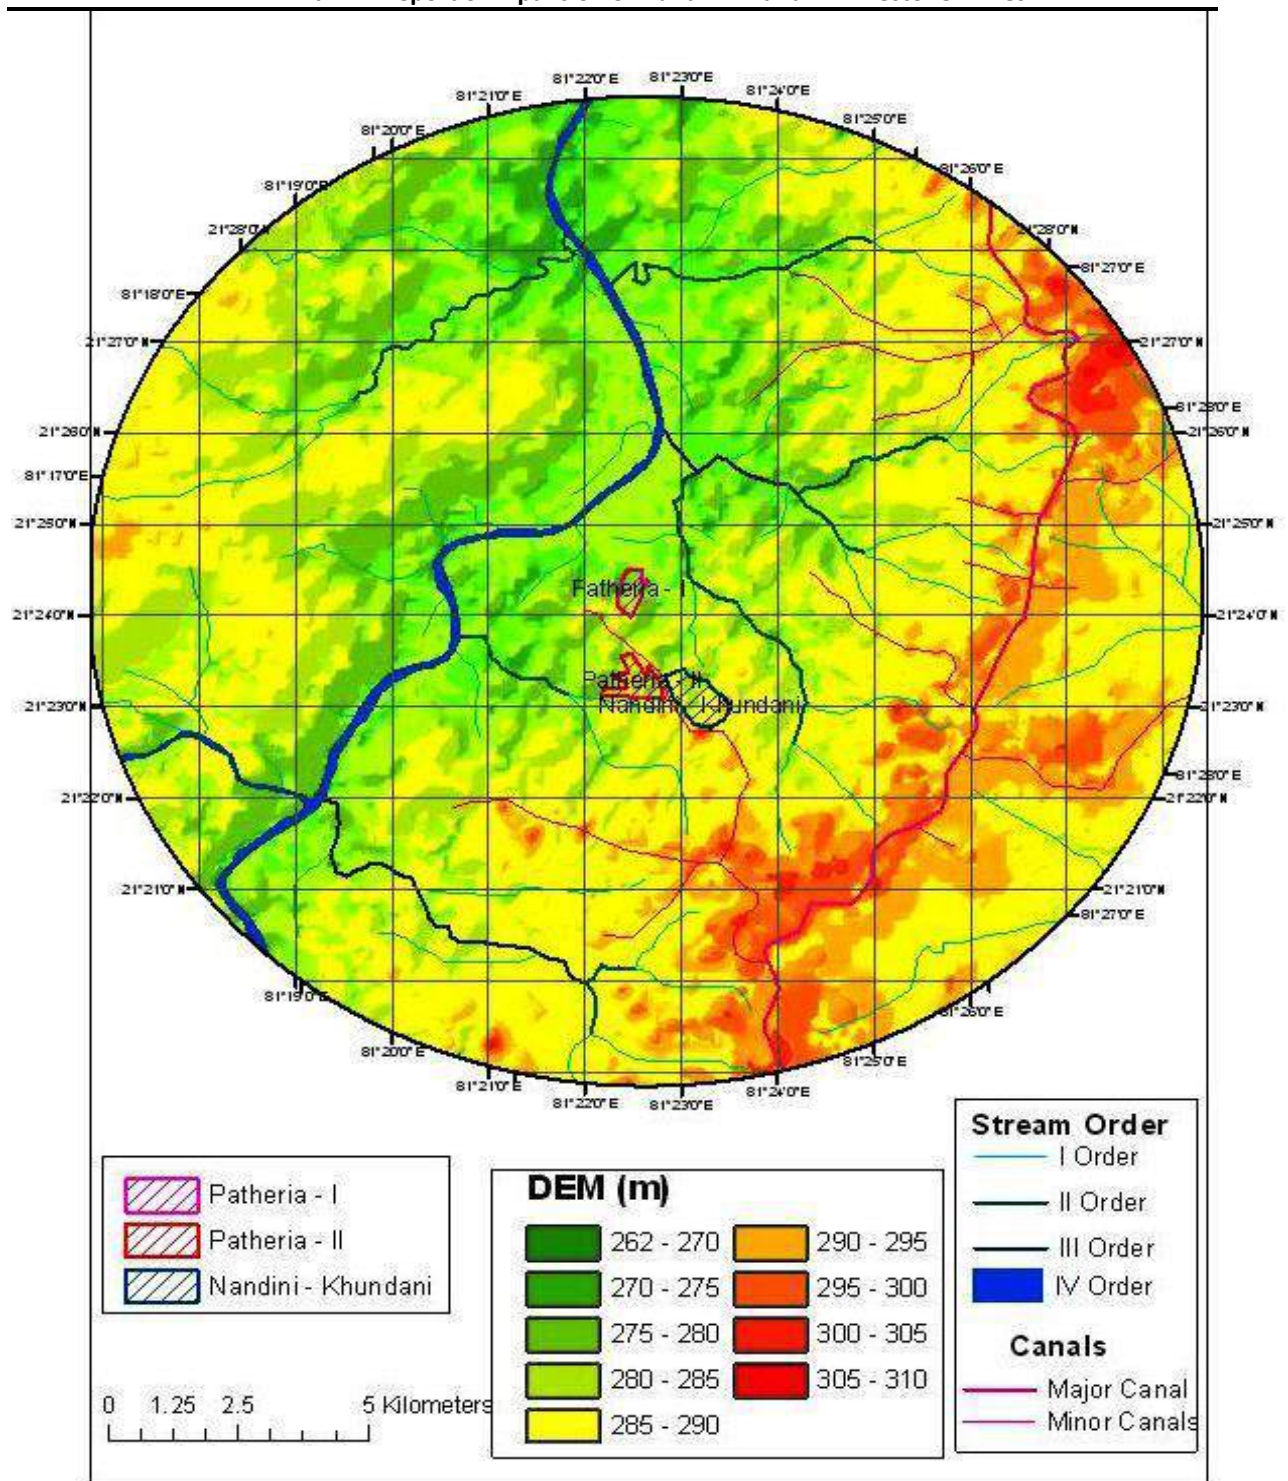 81°22'0"E 81°23'0"E
81°21'0"E 81°24'0"E
81°20'0"E 81°25'0"E
81°19'0"E 81°26'0"E
21°28'0"N 21°28'0"N
81°18'0"E 81°27'0"E
21°27'0"N 21°27'0"N
81°28'0"E
21°26'0"N 21°26'0"N
81°17'0"E
21°25'0"N 21°25'0"N
Patheria - I
21°24'0"N 21°24'0"N
Patheria - II
Nandini - Khundani
21°23'0"N 21°23'0"N
81°28'0"E
21°22'0"N 21°22'0"N
21°21'0"N 21°21'0"N
81°27'0"E
81°19'0"E 81°26'0"E
81°20'0"E 81°25'0"E
81°21'0"E 81°24'0"E
81°22'0"E 81°23'0"E
Patheria - I
Patheria - II
Nandini - Khundani
0 1.25 2.5 5 Kilometers
DEM (m)
262 - 270
270 - 275
275 - 280
280 - 285
285 - 290
290 - 295
295 - 300
300 - 305
305 - 310
Stream Order
I Order
II Order
III Order
IV Order
Canals
Major Canal
Minor Canals